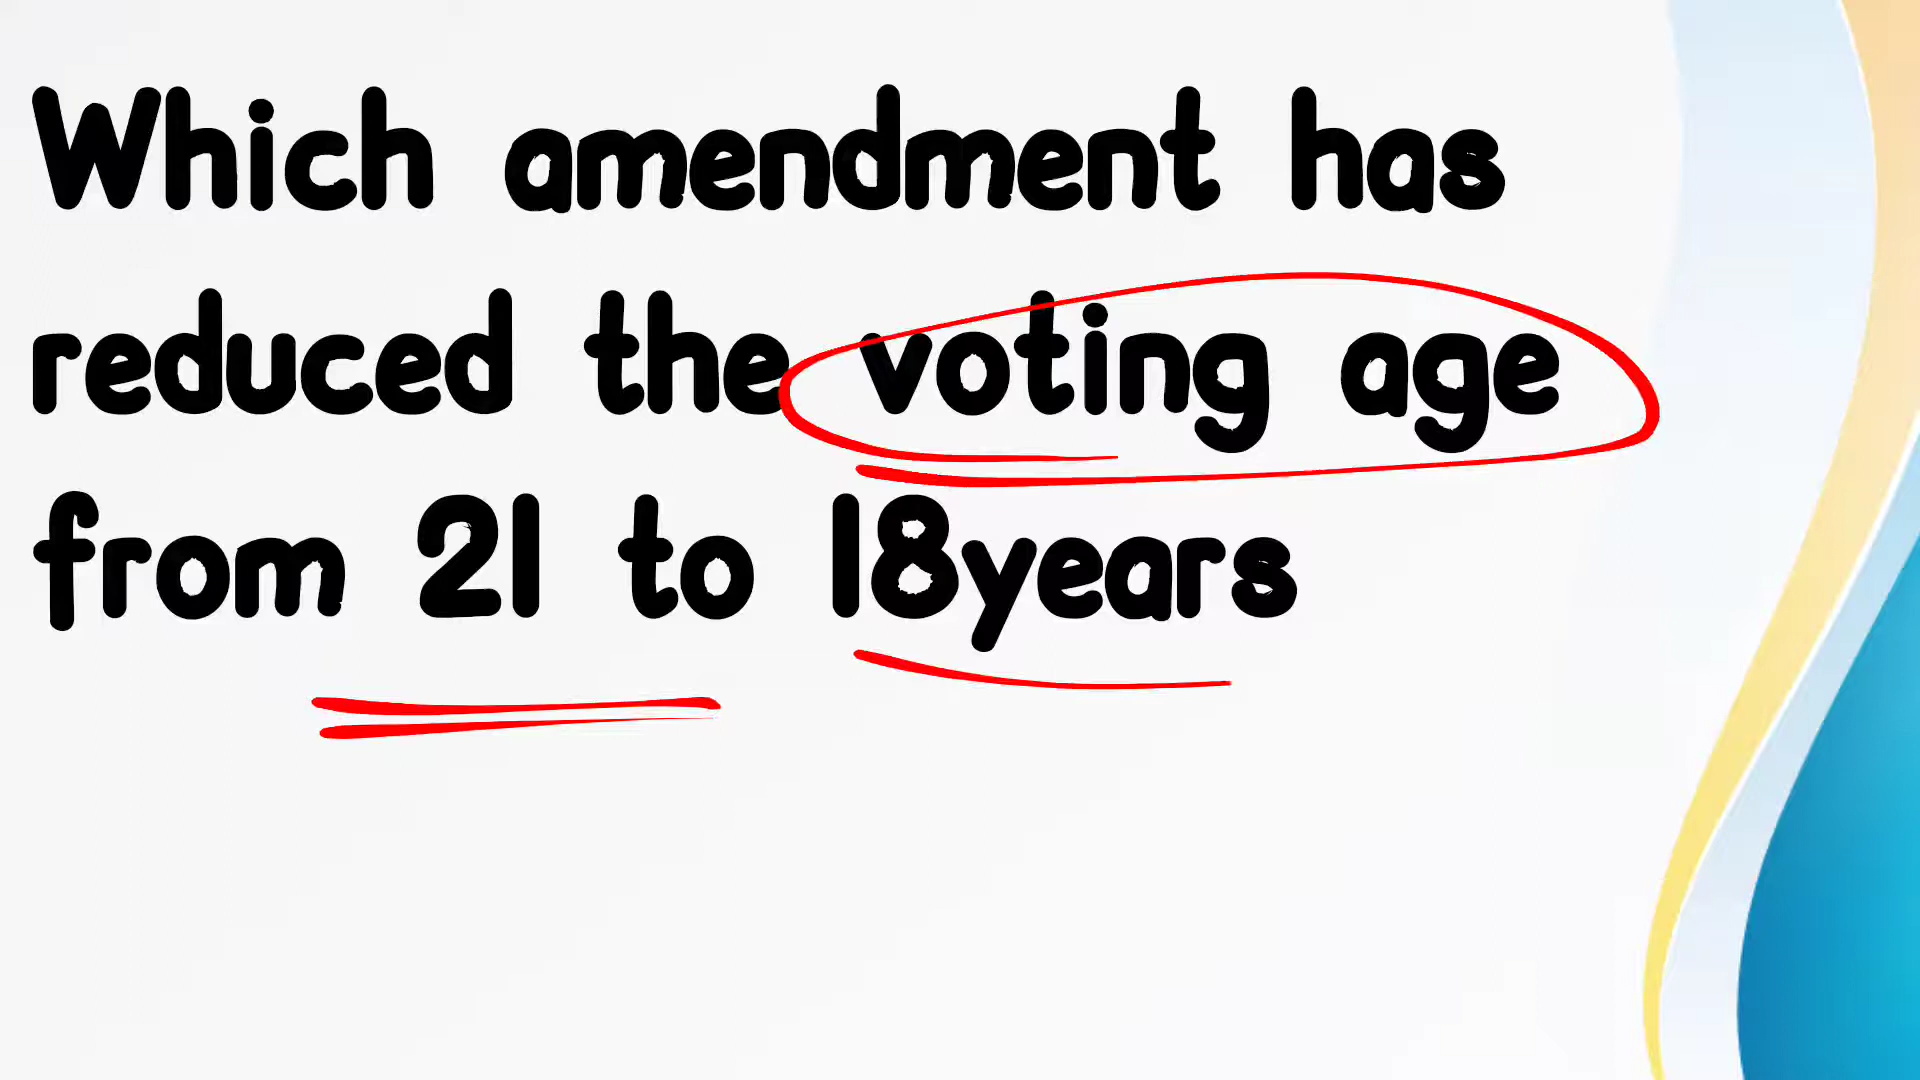 Which amendment has
reduced the voting age
from 21 to 18years